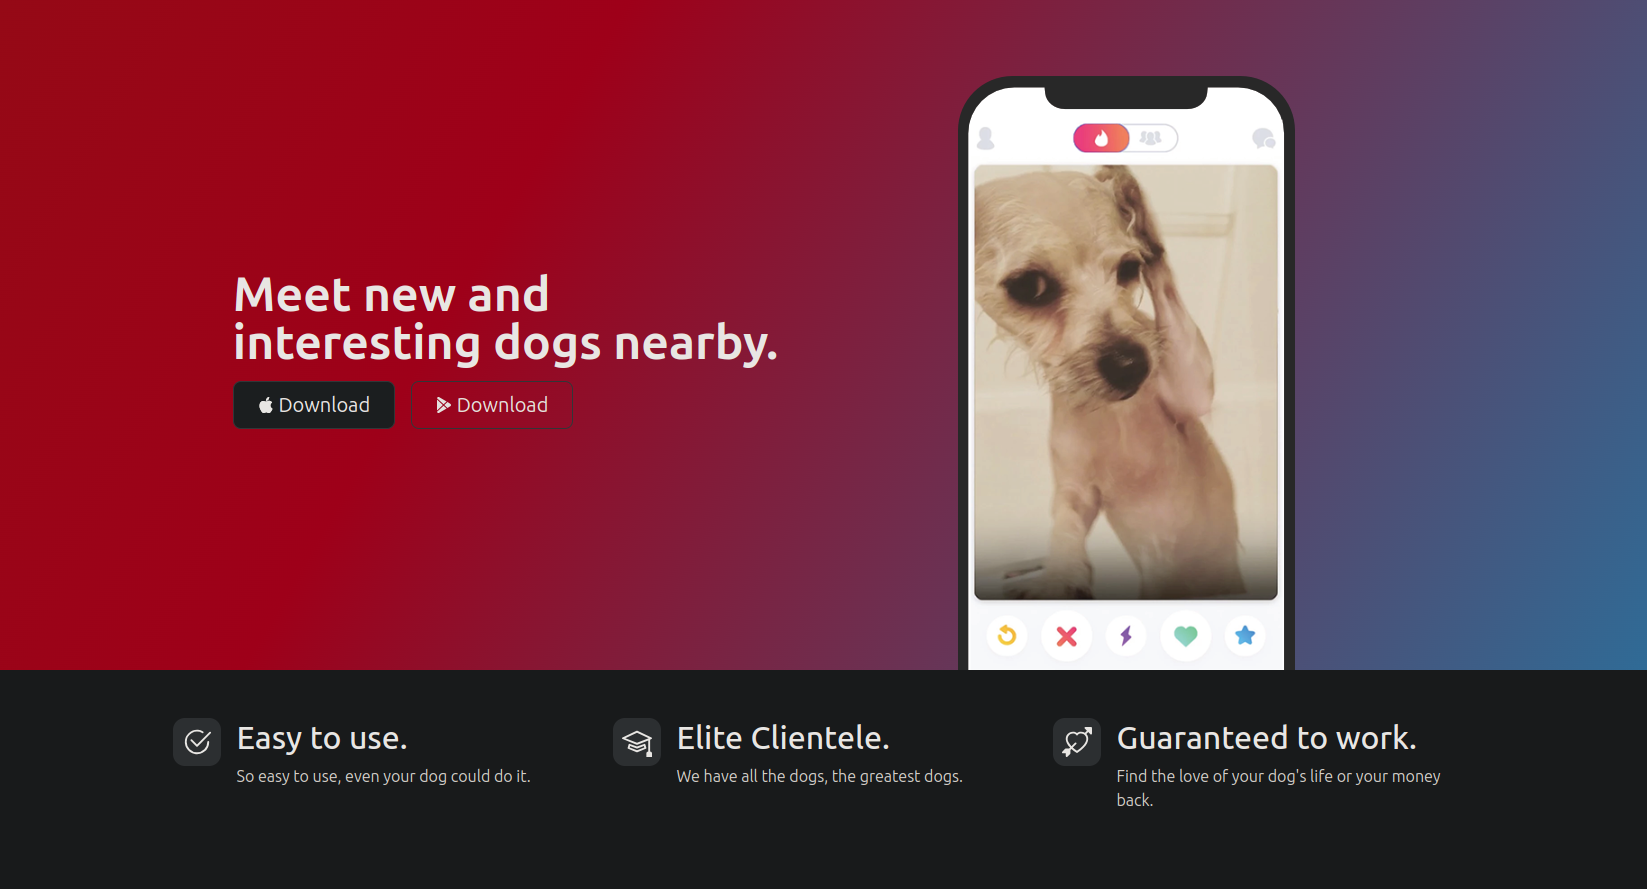 Meet new and
interesting dogs nearby.
Download
Download
Easy to use.
So easy to use, even your dog could do it.
Elite Clientele.
We have all the dogs, the greatest dogs.
Guaranteed to work.
Find the love of your dog's life or your money
back.